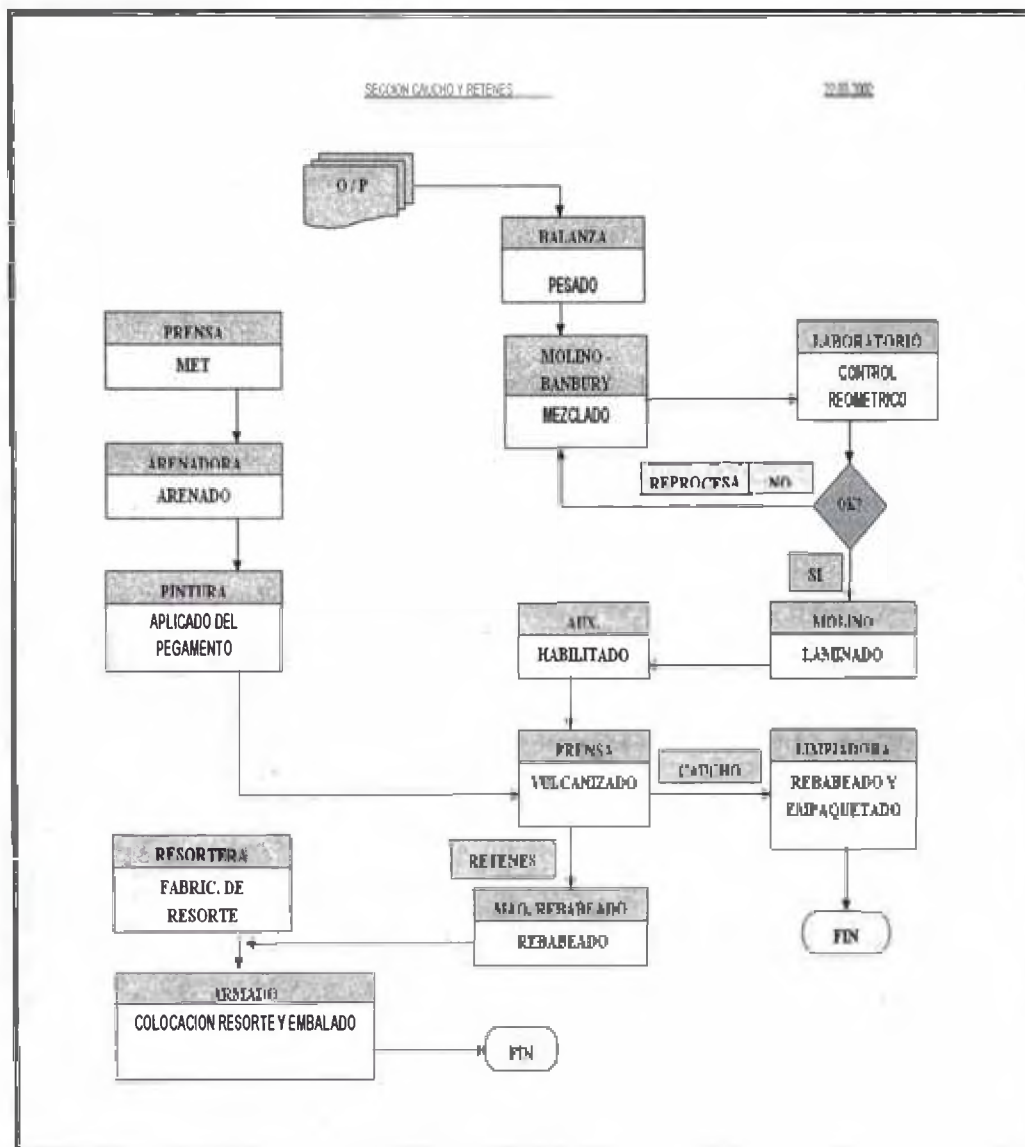 SECCION CAUCHO Y RETENES
O / P
BALANZA
PESADO
PRENSA
MET
MOLINO -
BANBURY
MEZCLADO
LABORATORIO
CONTROL
REOMETRICO
ARENADORA
ARENADO
REPROCESA NO
OK?
PINTURA
APLICADO DEL
PEGAMENTO
SI
AUX.
HABILITADO
MOLINO
LAMINADO
PRENSA
VULCANIZADO
CAUCHO
LIMPIADORA
REBABEADO Y
EMPAQUETADO
RESORTERA
FABRIC. DE
RESORTE
RETENES
MAQ. REBABEADO
REBABEADO
FIN
ARMADO
COLOCACION RESORTE Y EMBALADO
FIN